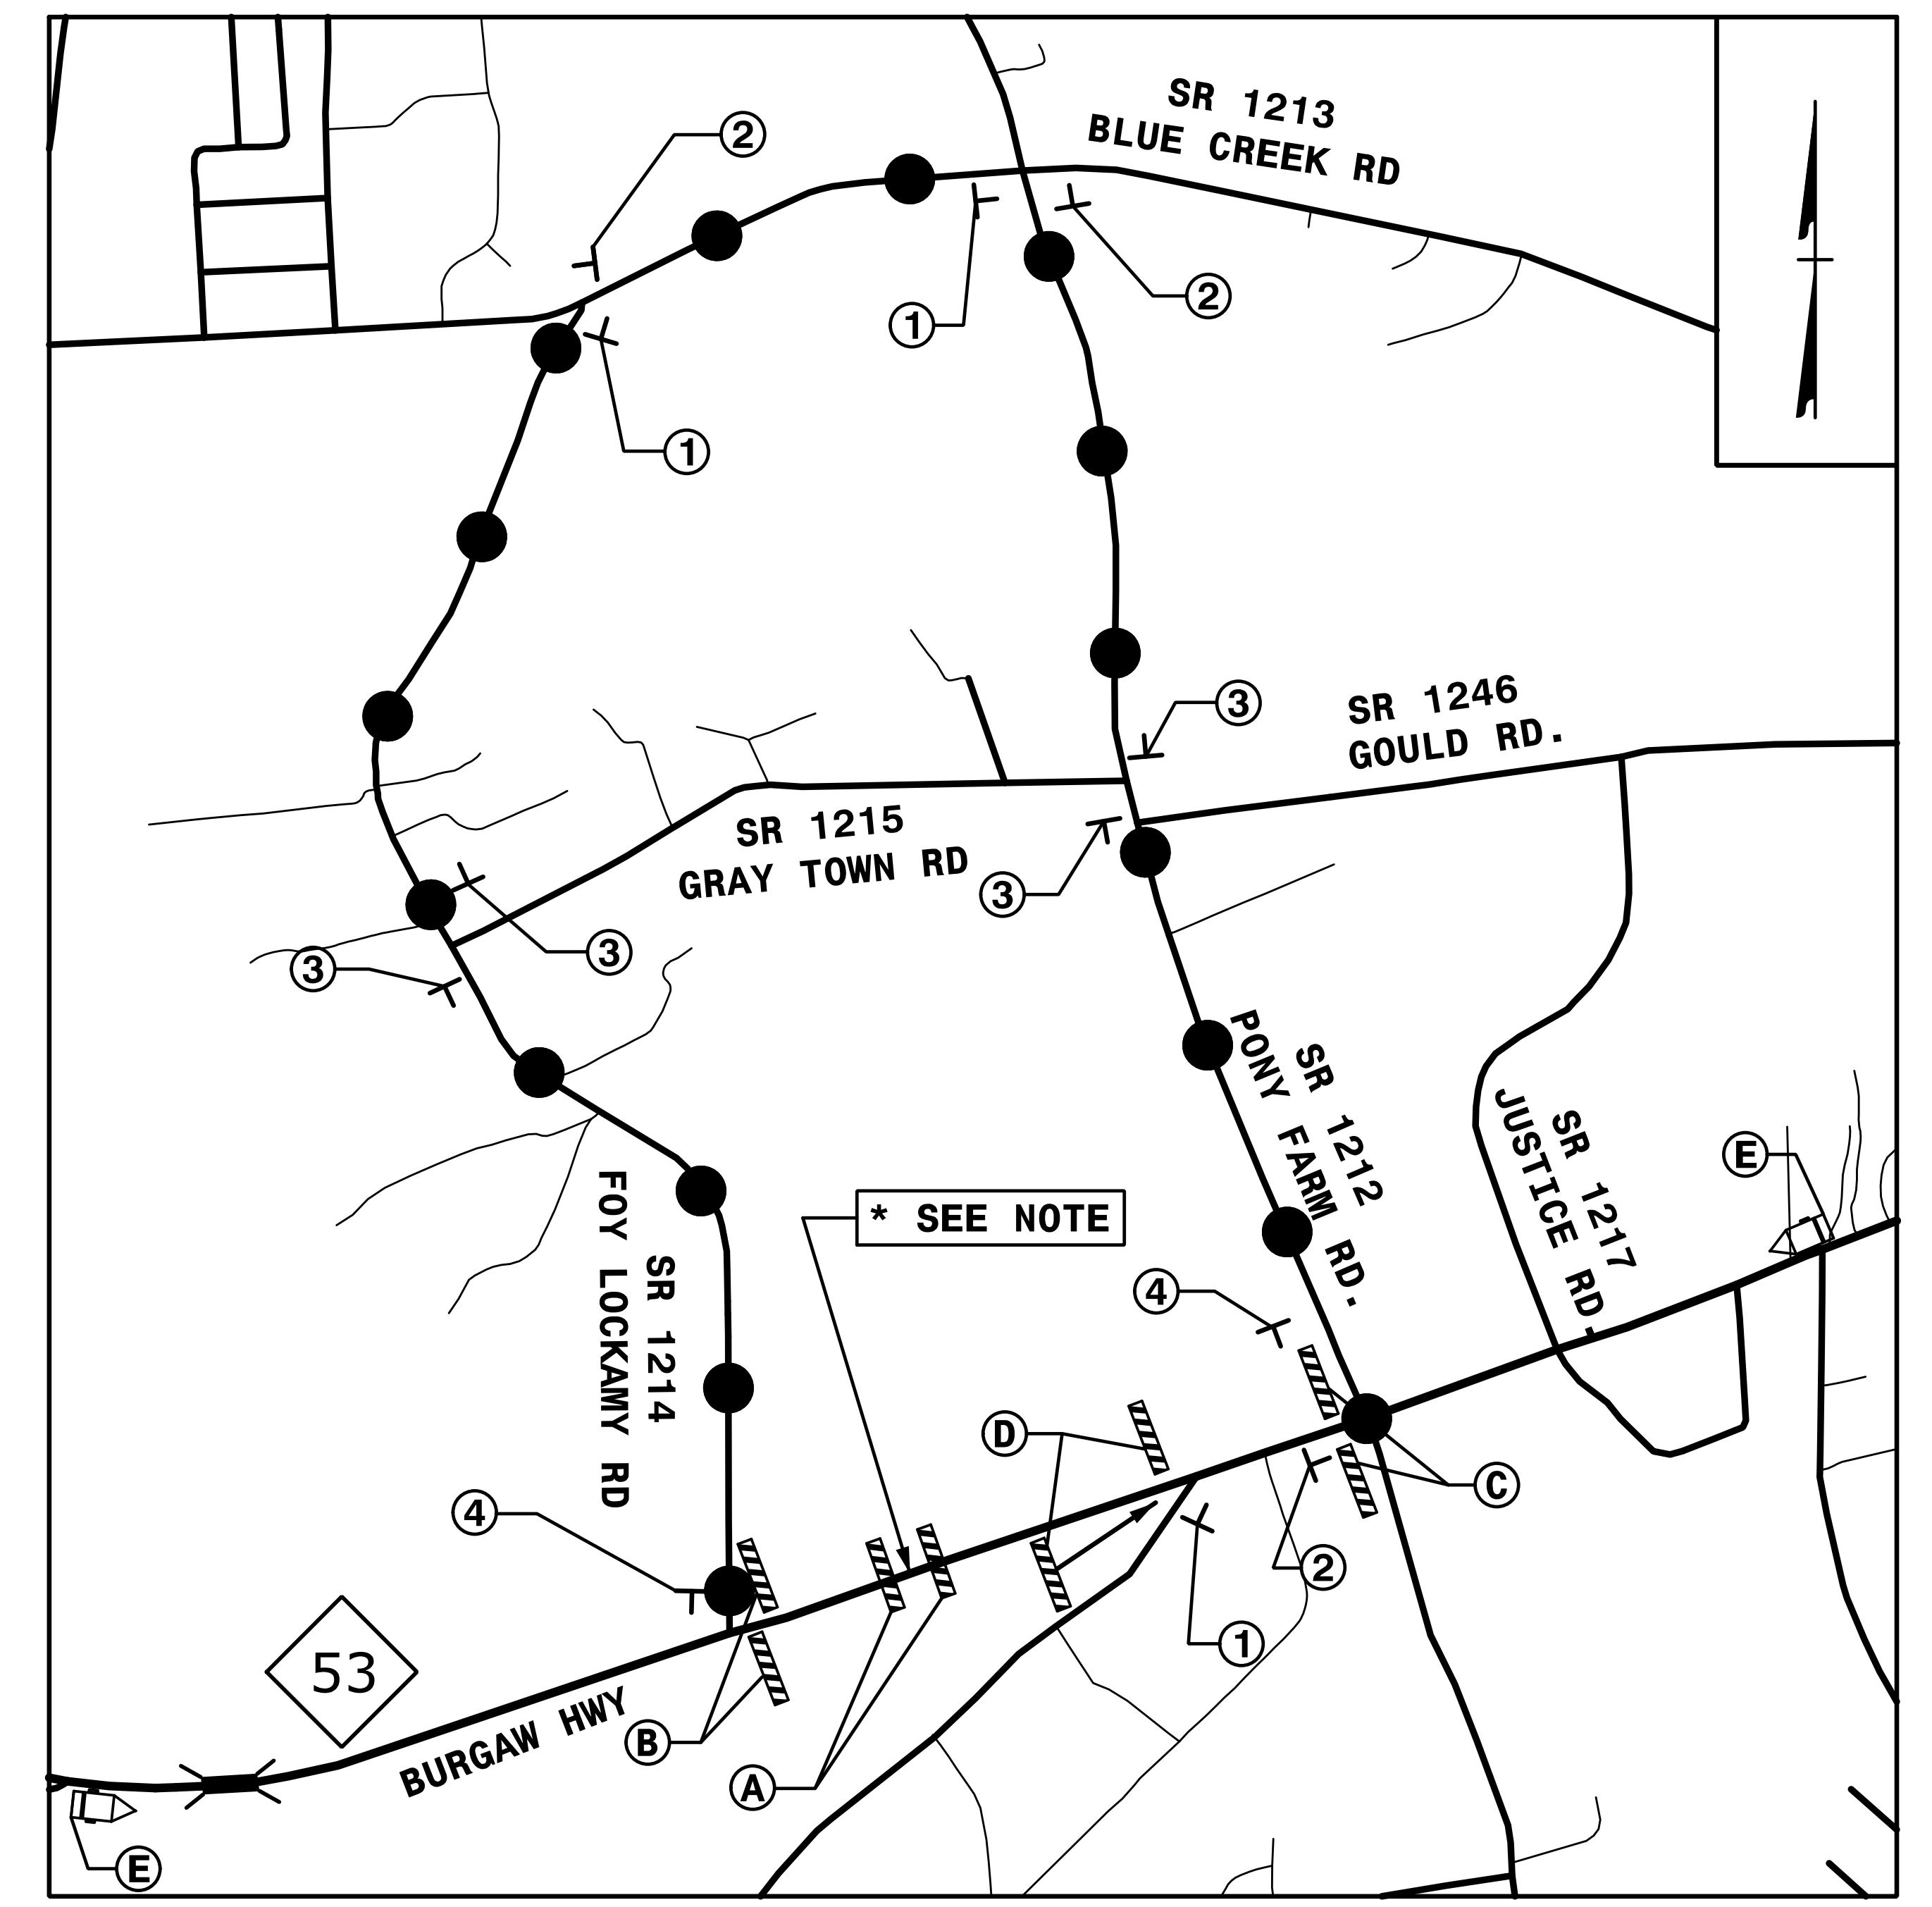 2
SR 1213
BLUE CREEK RD
1
2
1
3
SR 1246
GOULD RD.
SR 1215
GRAY TOWN RD
3
3
3
SR 1212
PONY FARM RD.
SR 1217
JUSTICE RD.
E
* SEE NOTE
FOY LOCKAMY RD
SR 1214
4
D
C
4
2
1
53
BURGAW HWY
B
A
E